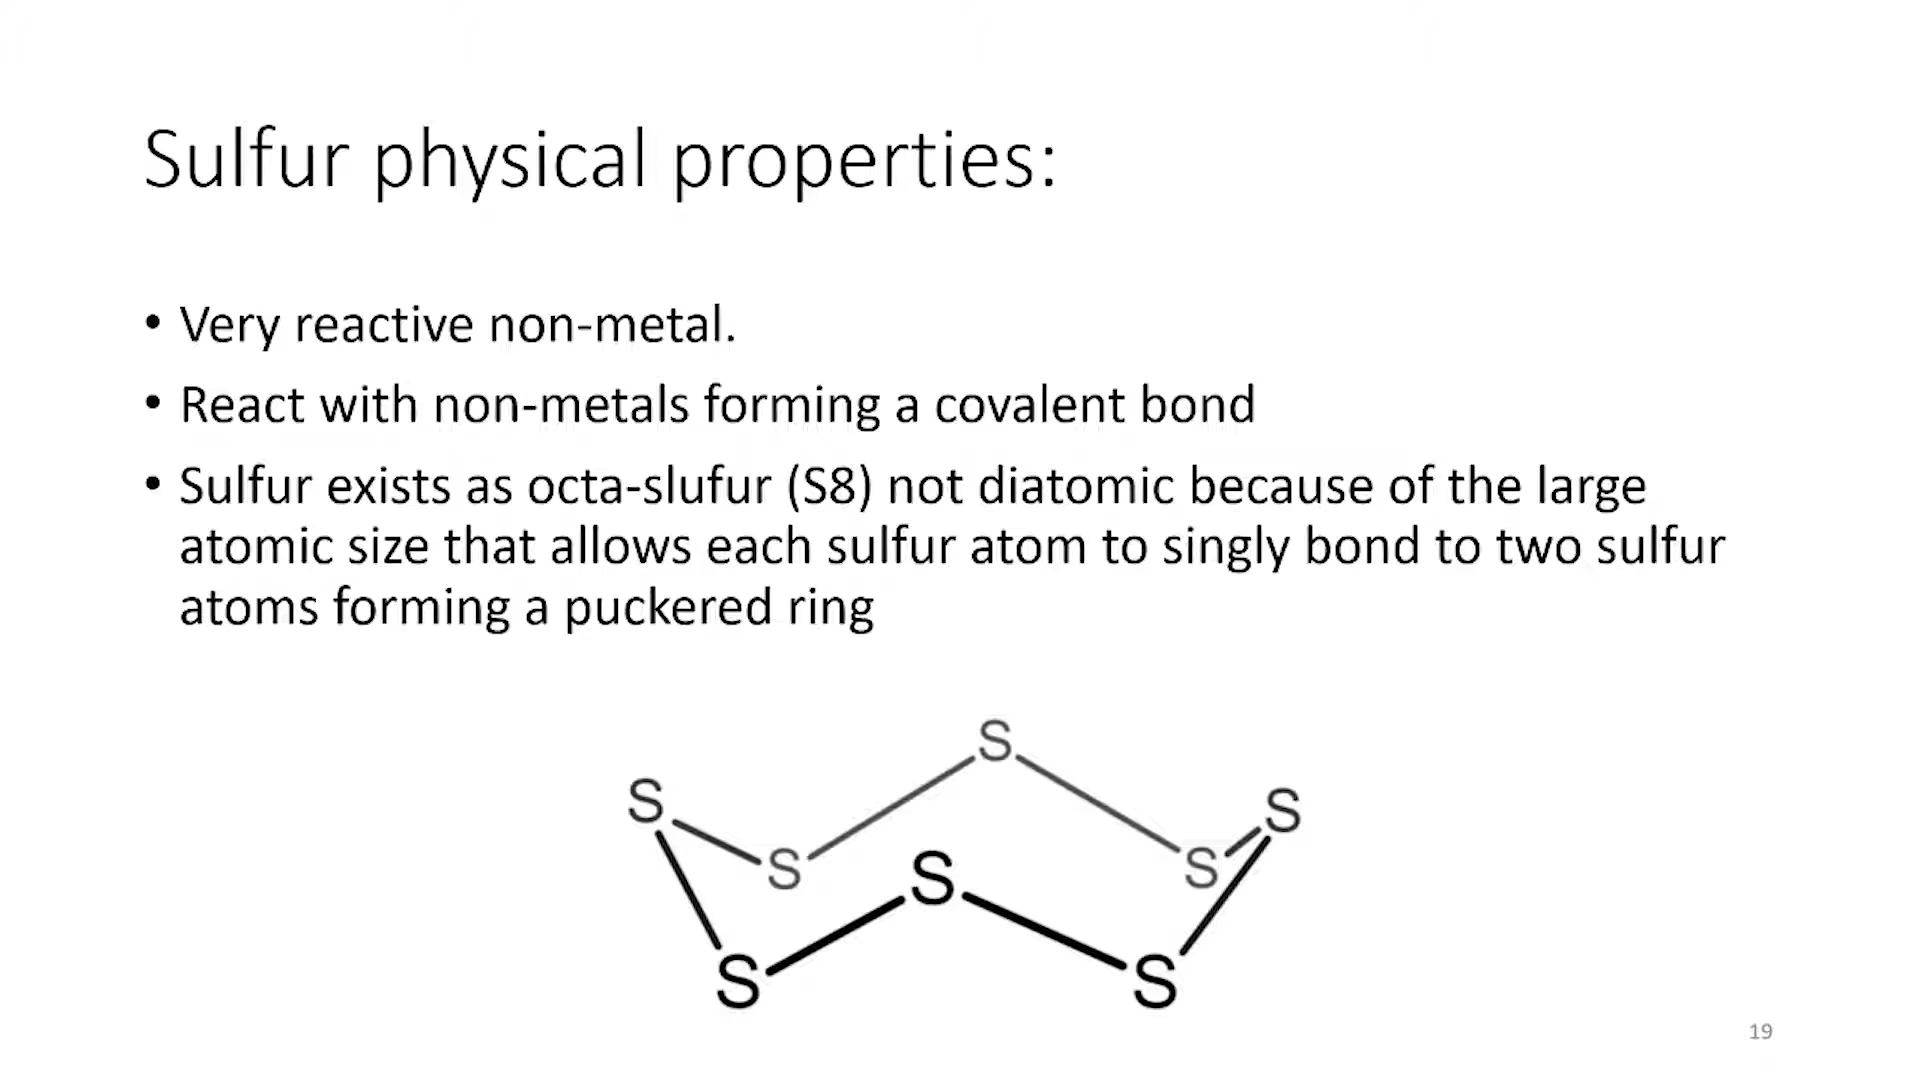 Sulfur physical properties:
• Very reactive non-metal.
• React with non-metals forming a covalent bond
• Sulfur exists as octa-slufur (S8) not diatomic because of the large
atomic size that allows each sulfur atom to singly bond to two sulfur
atoms forming a puckered ring
S
S
S
S
S
S
S
S
19